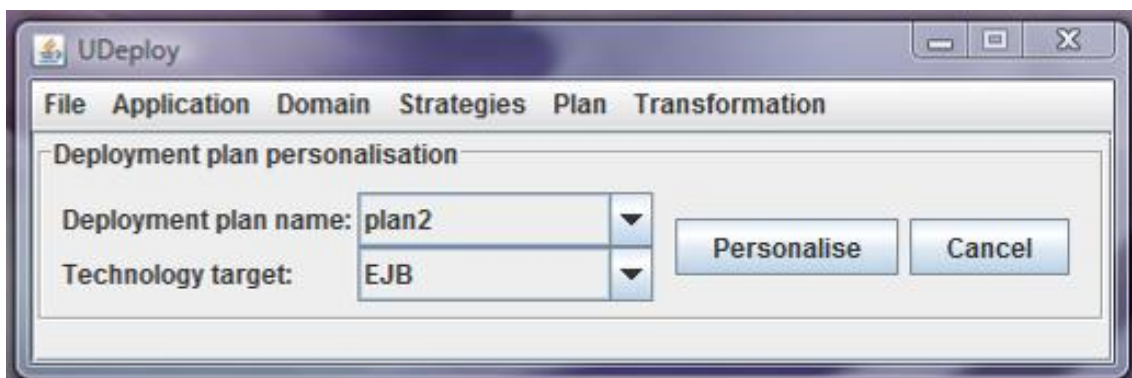 UDeploy
File Application Domain Strategies Plan Transformation
Deployment plan personalisation
Deployment plan name: plan2
Personalise Cancel
Technology target: EJB